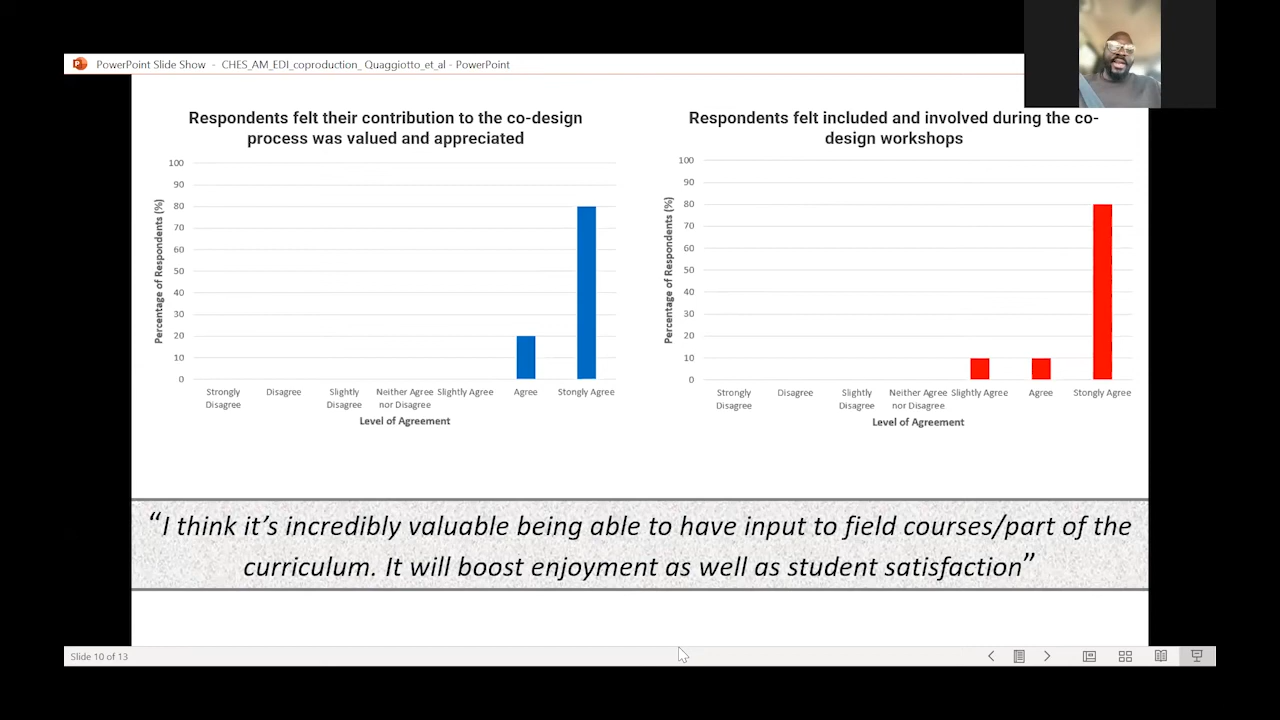 PowerPoint Slide Show - CHES_AM_EDI_coproduction_ Quaggiotto_et_al - PowerPoint
Respondents felt their contribution to the co-design
process was valued and appreciated
100
90
80
70
60
50
40
30
20
10
0
Percentage of Respondents (%)
Strongly Disagree
Disagree
Slightly Disagree
Neither Agree nor Disagree
Slightly Agree
Agree
Stongly Agree
Level of Agreement
Respondents felt included and involved during the co-
design workshops
100
90
80
70
60
50
40
30
20
10
0
Percentage of Respondents (%)
Strongly Disagree
Disagree
Slightly Disagree
Neither Agree nor Disagree
Slightly Agree
Agree
Stongly Agree
Level of Agreement
“I think it’s incredibly valuable being able to have input to field courses/part of the
curriculum. It will boost enjoyment as well as student satisfaction”
Slide 10 of 13